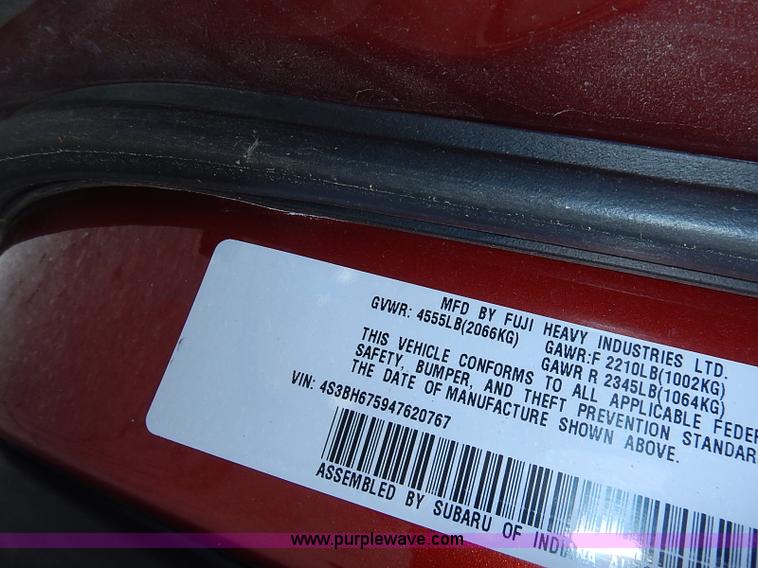 MFD BY FUJI HEAVY INDUSTRIES LTD.
GVWR: 4555LB(2066KG) GAWR:F 2210LB(1002KG)
GAWR R 2345LB(1064KG)
THIS VEHICLE CONFORMS TO ALL APPLICABLE
SAFETY, BUMPER, AND THEFT PREVENTION
THE DATE OF MANUFACTURE SHOWN ABOVE.
VIN: 4S3BH675947620767
ASSEMBLED BY SUBARU OF
www.purplewave.com